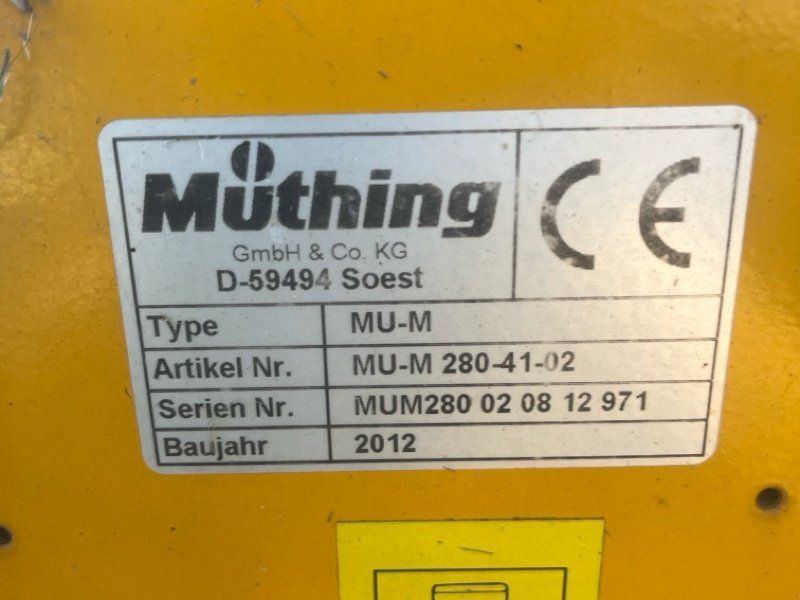 Müthing
CE
GmbH & Co. KG
D-59494 Soest
Type MU-M
Artikel Nr. MU-M 280-41-02
Serien Nr. MUM280 02 08 12 971
Baujahr 2012